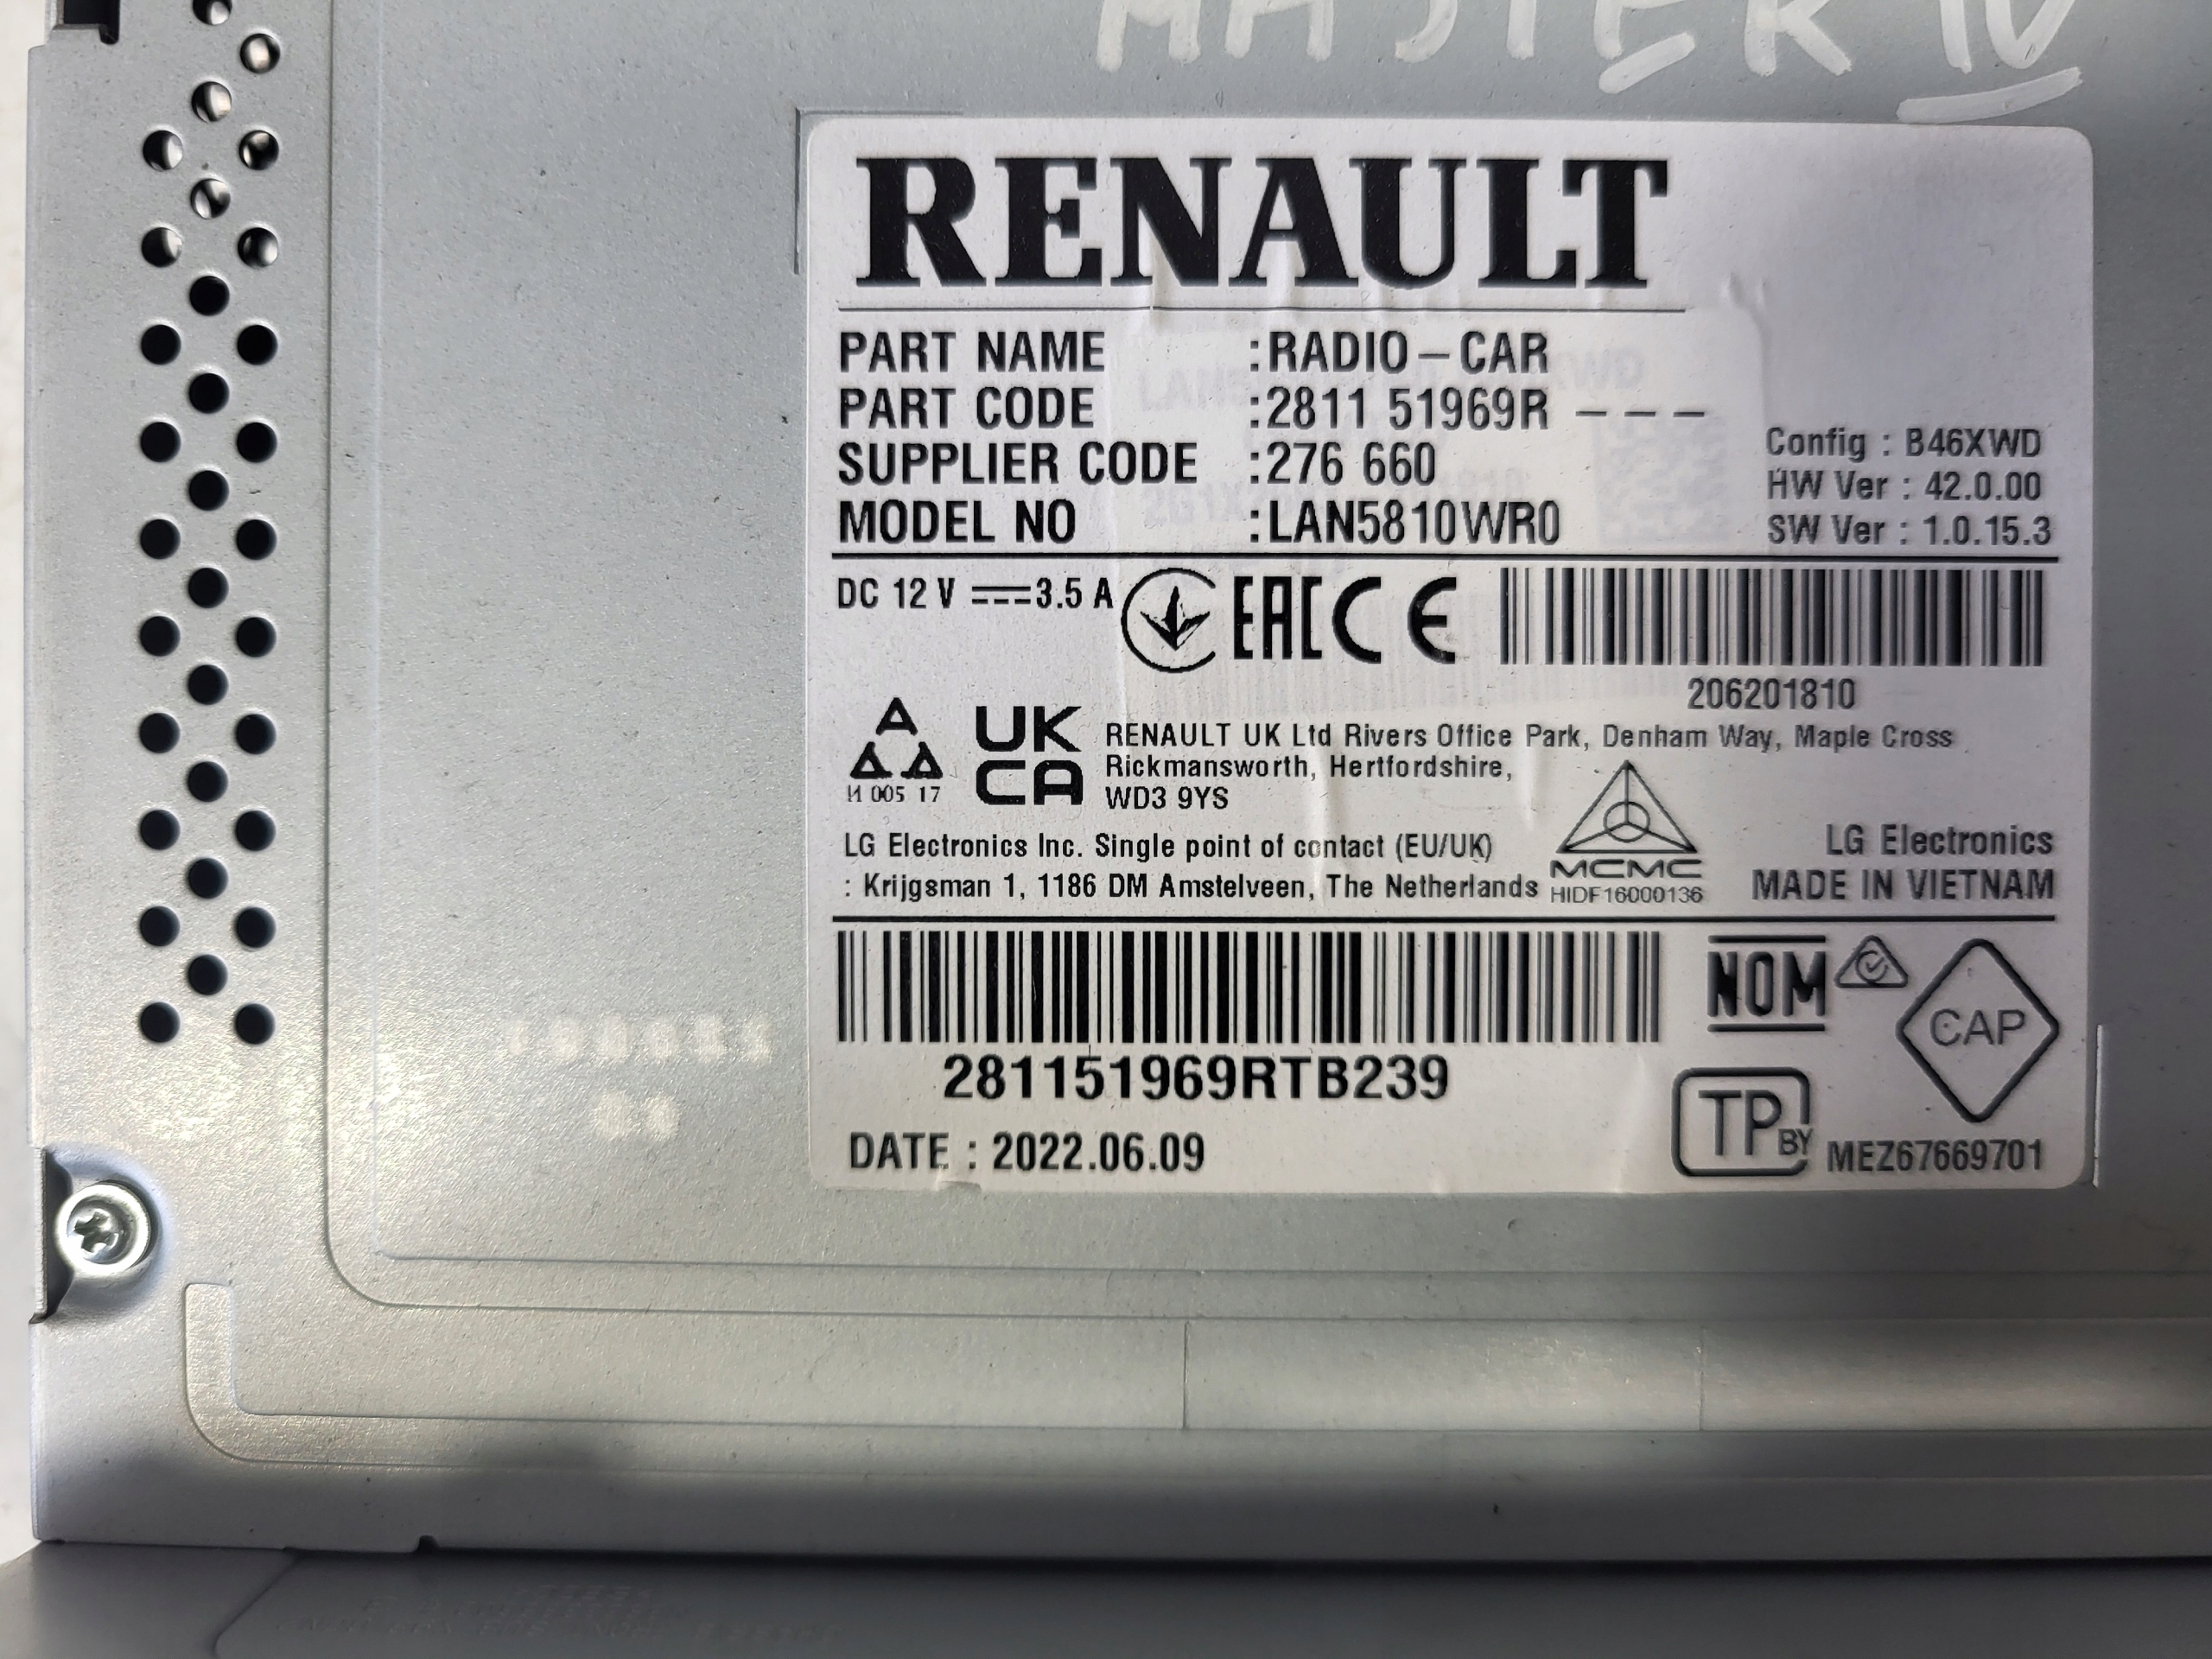 MASTER IV
RENAULT
PART NAME :RADIO-CAR
PART CODE :2811 51969R ---
SUPPLIER CODE :276 660
MODEL NO :LAN5810WR0
Config : B46XWD
HW Ver : 42.0.00
SW Ver : 1.0.15.3
DC 12 V ⎓3.5 A
EAC CE
206201810
A
И 005 17
UK
CA
RENAULT UK Ltd Rivers Office Park, Denham Way, Maple Cross
Rickmansworth, Hertfordshire,
WD3 9YS
LG Electronics Inc. Single point of contact (EU/UK)
: Krijgsman 1, 1186 DM Amstelveen, The Netherlands
MCMC
HIDF16000136
LG Electronics
MADE IN VIETNAM
281151969RTB239
NOM
CAP
DATE : 2022.06.09
TP BY
MEZ67669701